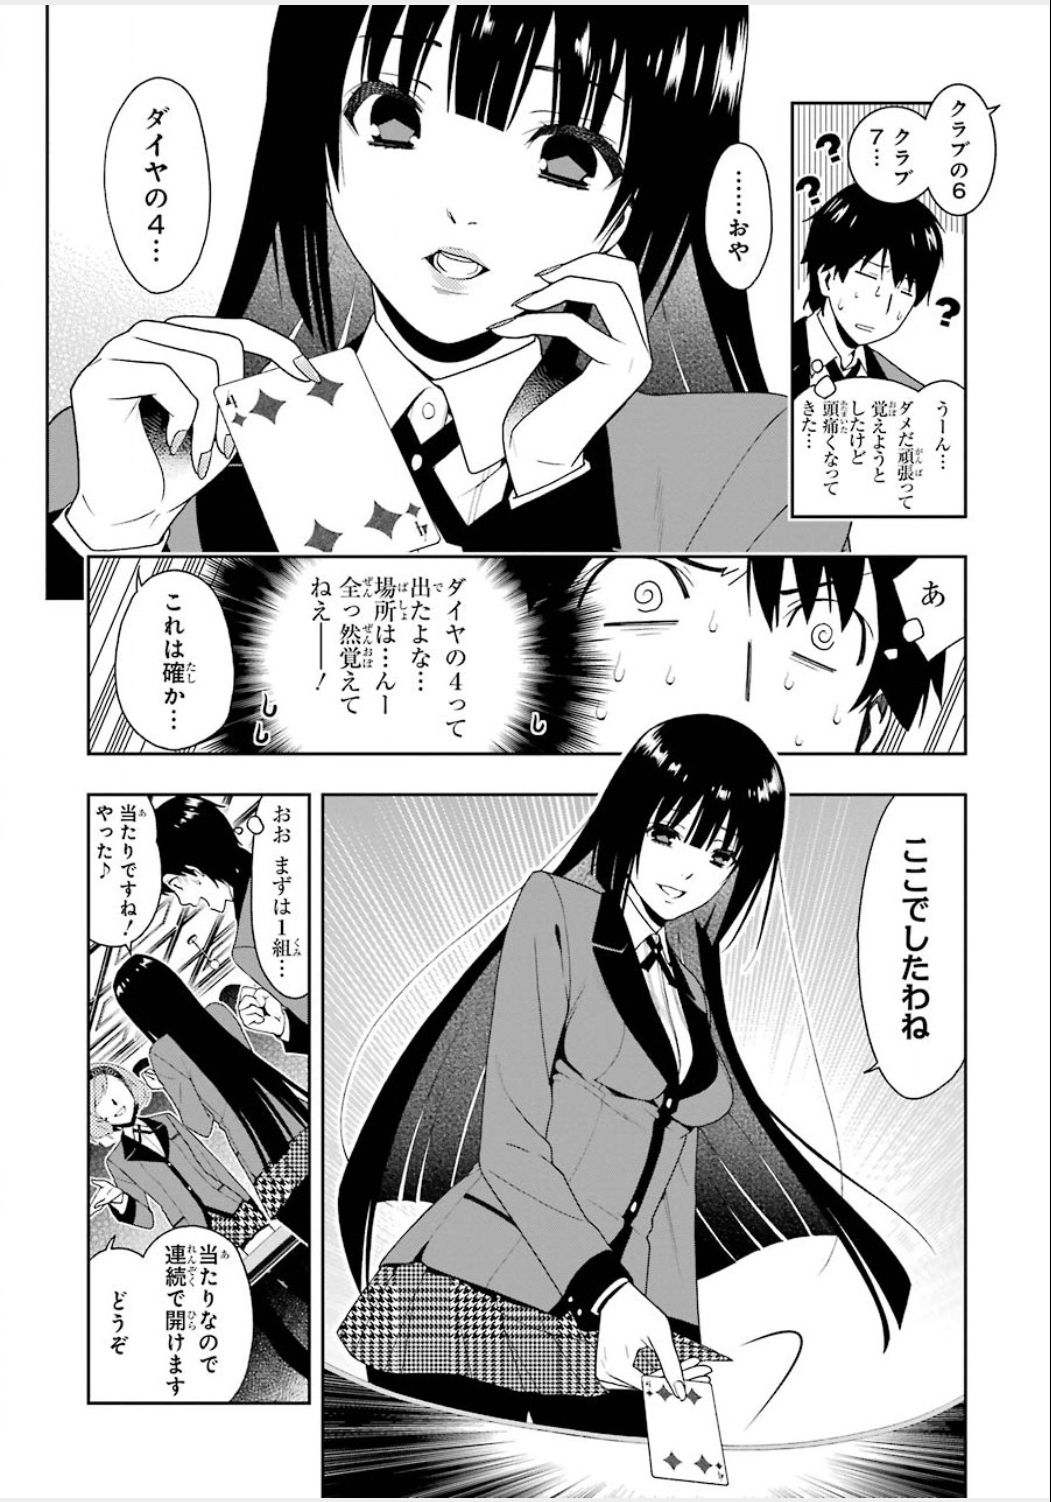 クラブの6
クラブ
7…
?
?
?
うーん…
ダメだ頑張って
覚えようと
したけど
頭痛くなって
きた…
……おや
ダイヤの4…
4
4
あ
ダイヤの4って
出たよな…
場所は…んー
全っ然覚えて
ねえ――!
これは確か…
ここでしたわね
4
4
おお まずは1組…
当たりですね!
やった♪
当たりなので
連続で開けます
どうぞ